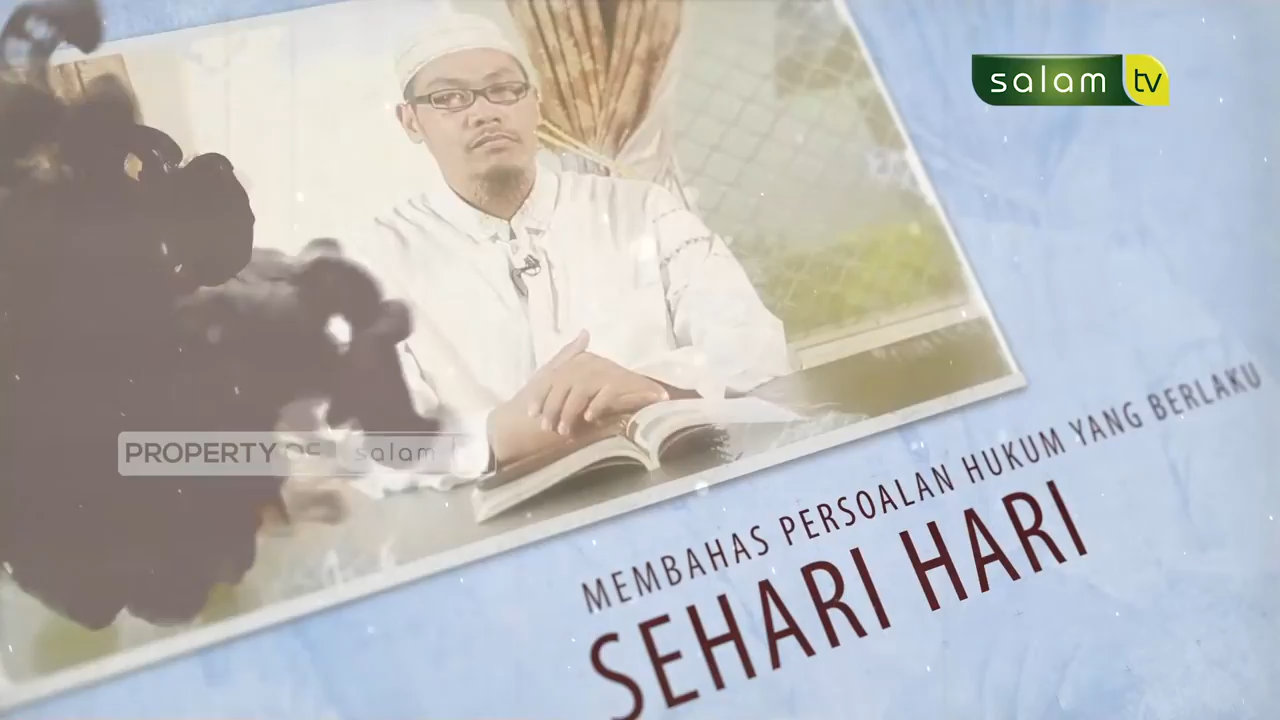 salam tv
PROPERTY OF salam
MEMBAHAS PERSOALAN HUKUM YANG BERLAKU
SEHARI HARI